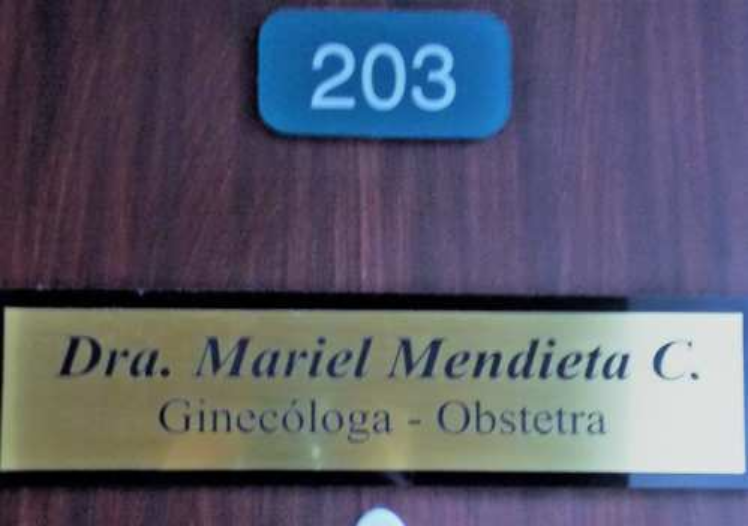 203
Dra. Mariel Mendieta C.
Ginecóloga - Obstetra